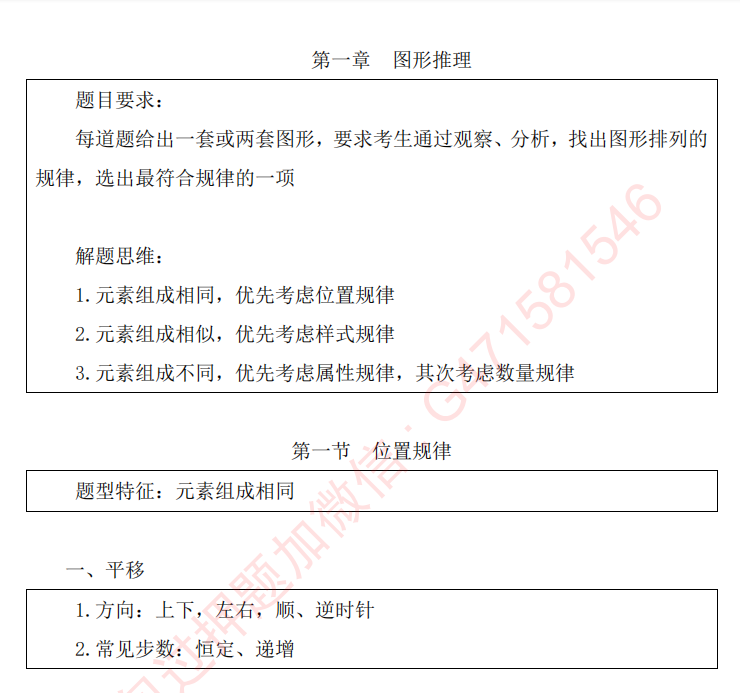 第一章 图形推理
题目要求：
每道题给出一套或两套图形，要求考生通过观察、分析，找出图形排列的
规律，选出最符合规律的一项
解题思维：
1.元素组成相同，优先考虑位置规律
2.元素组成相似，优先考虑样式规律
3.元素组成不同，优先考虑属性规律，其次考虑数量规律
第一节 位置规律
题型特征：元素组成相同
一、平移
1.方向：上下，左右，顺、逆时针
2.常见步数：恒定、递增
过押题加微信：G471581546